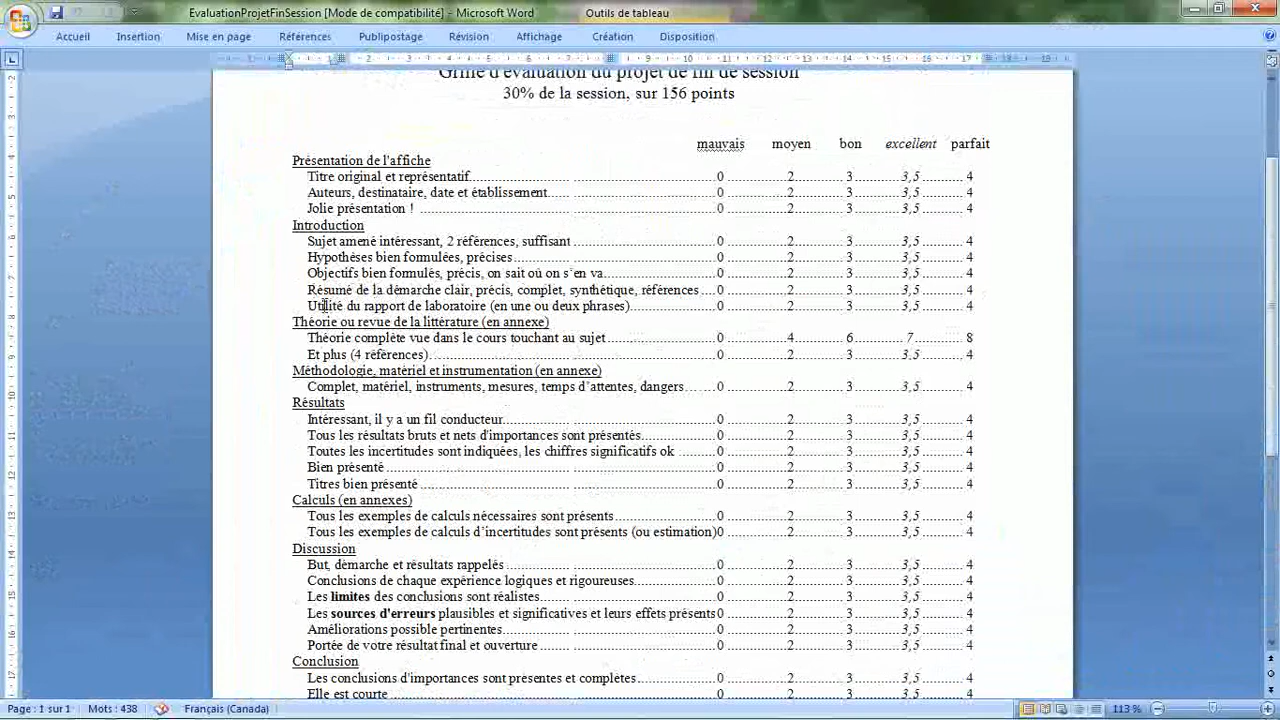 EvaluationProjetFinSession [Mode de compatibilité] - Microsoft Word
Outils de tableau
Accueil Insertion Mise en page Références Publipostage Révision Affichage Création Disposition
Grille d'évaluation du projet de fin de session
30% de la session, sur 156 points
mauvais moyen bon excellent parfait
Présentation de l'affiche
Titre original et représentatif 0 2 3 3,5 4
Auteurs, destinataire, date et établissement 0 2 3 3,5 4
Jolie présentation ! 0 2 3 3,5 4
Introduction
Sujet amené intéressant, 2 références, suffisant 0 2 3 3,5 4
Hypothèses bien formulées, précises 0 2 3 3,5 4
Objectifs bien formulés, précis, on sait où on s'en va 0 2 3 3,5 4
Résumé de la démarche clair, précis, complet, synthétique, références 0 2 3 3,5 4
Utilité du rapport de laboratoire (en une ou deux phrases) 0 2 3 3,5 4
Théorie ou revue de la littérature (en annexe)
Théorie complète vue dans le cours touchant au sujet 0 4 6 7 8
Et plus (4 références) 0 2 3 3,5 4
Méthodologie, matériel et instrumentation (en annexe)
Complet, matériel, instruments, mesures, temps d'attentes, dangers 0 2 3 3,5 4
Résultats
Intéressant, il y a un fil conducteur 0 2 3 3,5 4
Tous les résultats bruts et nets d'importances sont présentés. 0 2 3 3,5 4
Toutes les incertitudes sont indiquées, les chiffres significatifs ok 0 2 3 3,5 4
Bien présenté 0 2 3 3,5 4
Titres bien présenté 0 2 3 3,5 4
Calculs (en annexes)
Tous les exemples de calculs nécessaires sont présents 0 2 3 3,5 4
Tous les exemples de calculs d'incertitudes sont présents (ou estimation) 0 2 3 3,5 4
Discussion
But, démarche et résultats rappelés 0 2 3 3,5 4
Conclusions de chaque expérience logiques et rigoureuses 0 2 3 3,5 4
Les limites des conclusions sont réalistes 0 2 3 3,5 4
Les sources d'erreurs plausibles et significatives et leurs effets présents 0 2 3 3,5 4
Améliorations possible pertinentes 0 2 3 3,5 4
Portée de votre résultat final et ouverture 0 2 3 3,5 4
Conclusion
Les conclusions d'importances sont présentes et complètes 0 2 3 3,5 4
Elle est courte 0 2 3 3,5 4
Page : 1 sur 1 Mots : 438 Français (Canada) 113 %